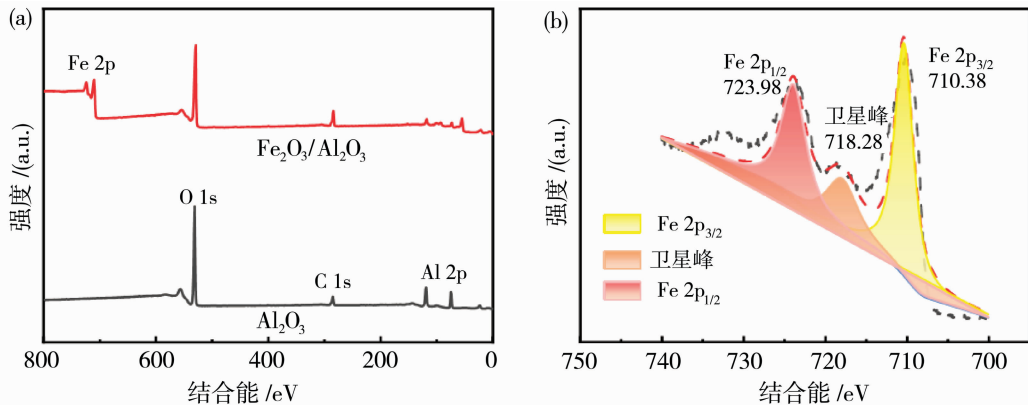 (a)
Fe 2p
Fe₂O₃/Al₂O₃
O 1s
C 1s
Al 2p
Al₂O₃
强度 /(a.u.)
800
600
400
200
0
结合能 /eV
(b)
Fe 2p₁/₂
723.98
卫星峰
718.28
Fe 2p₃/₂
710.38
Fe 2p₃/₂
卫星峰
Fe 2p₁/₂
强度 /(a.u.)
750
740
730
720
710
700
结合能 /eV